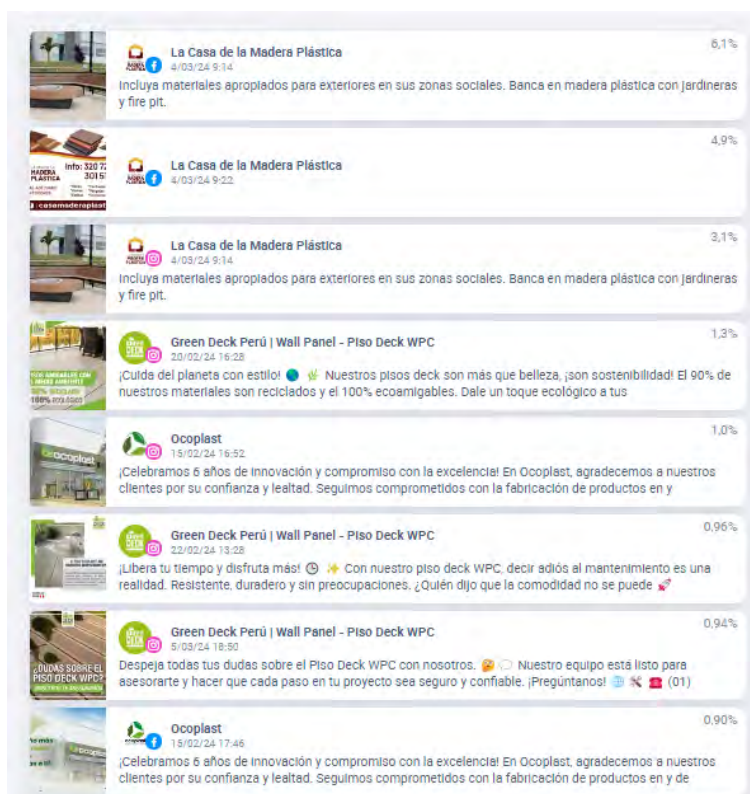 La Casa de la Madera Plástica
6,1%
4/03/24 9:14
Incluya materiales apropiados para exteriores en sus zonas sociales. Banca en madera plástica con jardineras
y fire pit.
4,9%
MADERA
PLÁSTICA
Info: 320 72
301 5
La Casa de la Madera Plástica
4/03/24 9:22
La Casa de la Madera Plástica
3,1%
4/03/24 9:14
Incluya materiales apropiados para exteriores en sus zonas sociales. Banca en madera plástica con jardineras
y fire pit.
Green Deck Perú | Wall Panel - Piso Deck WPC
1,3%
20/02/24 16:28
¡Cuida del planeta con estilo! 🌎 🌿 Nuestros pisos deck son más que belleza, ¡son sostenibilidad! El 90% de
nuestros materiales son reciclados y el 100% ecoamigables. Dale un toque ecológico a tus
Ocoplast
1,0%
15/02/24 16:52
¡Celebramos 6 años de innovación y compromiso con la excelencia! En Ocoplast, agradecemos a nuestros
clientes por su confianza y lealtad. Seguimos comprometidos con la fabricación de productos en y
Green Deck Perú | Wall Panel - Piso Deck WPC
0,96%
22/02/24 13:28
¡Libera tu tiempo y disfruta más! 🕒 ✨ Con nuestro piso deck WPC, decir adiós al mantenimiento es una
realidad. Resistente, duradero y sin preocupaciones. ¿Quién dijo que la comodidad no se puede 🚀
Green Deck Perú | Wall Panel - Piso Deck WPC
0,94%
5/03/24 18:50
¿DUDAS SOBRE EL
PISO DECK WPC?
Despeja todas tus dudas sobre el Piso Deck WPC con nosotros. 🤔 💭 Nuestro equipo está listo para
asesorarte y hacer que cada paso en tu proyecto sea seguro y confiable. ¡Pregúntanos! 🌐 🛠 ☎ (01)
Ocoplast
0,90%
15/02/24 17:46
¡Celebramos 6 años de innovación y compromiso con la excelencia! En Ocoplast, agradecemos a nuestros
clientes por su confianza y lealtad. Seguimos comprometidos con la fabricación de productos en y de